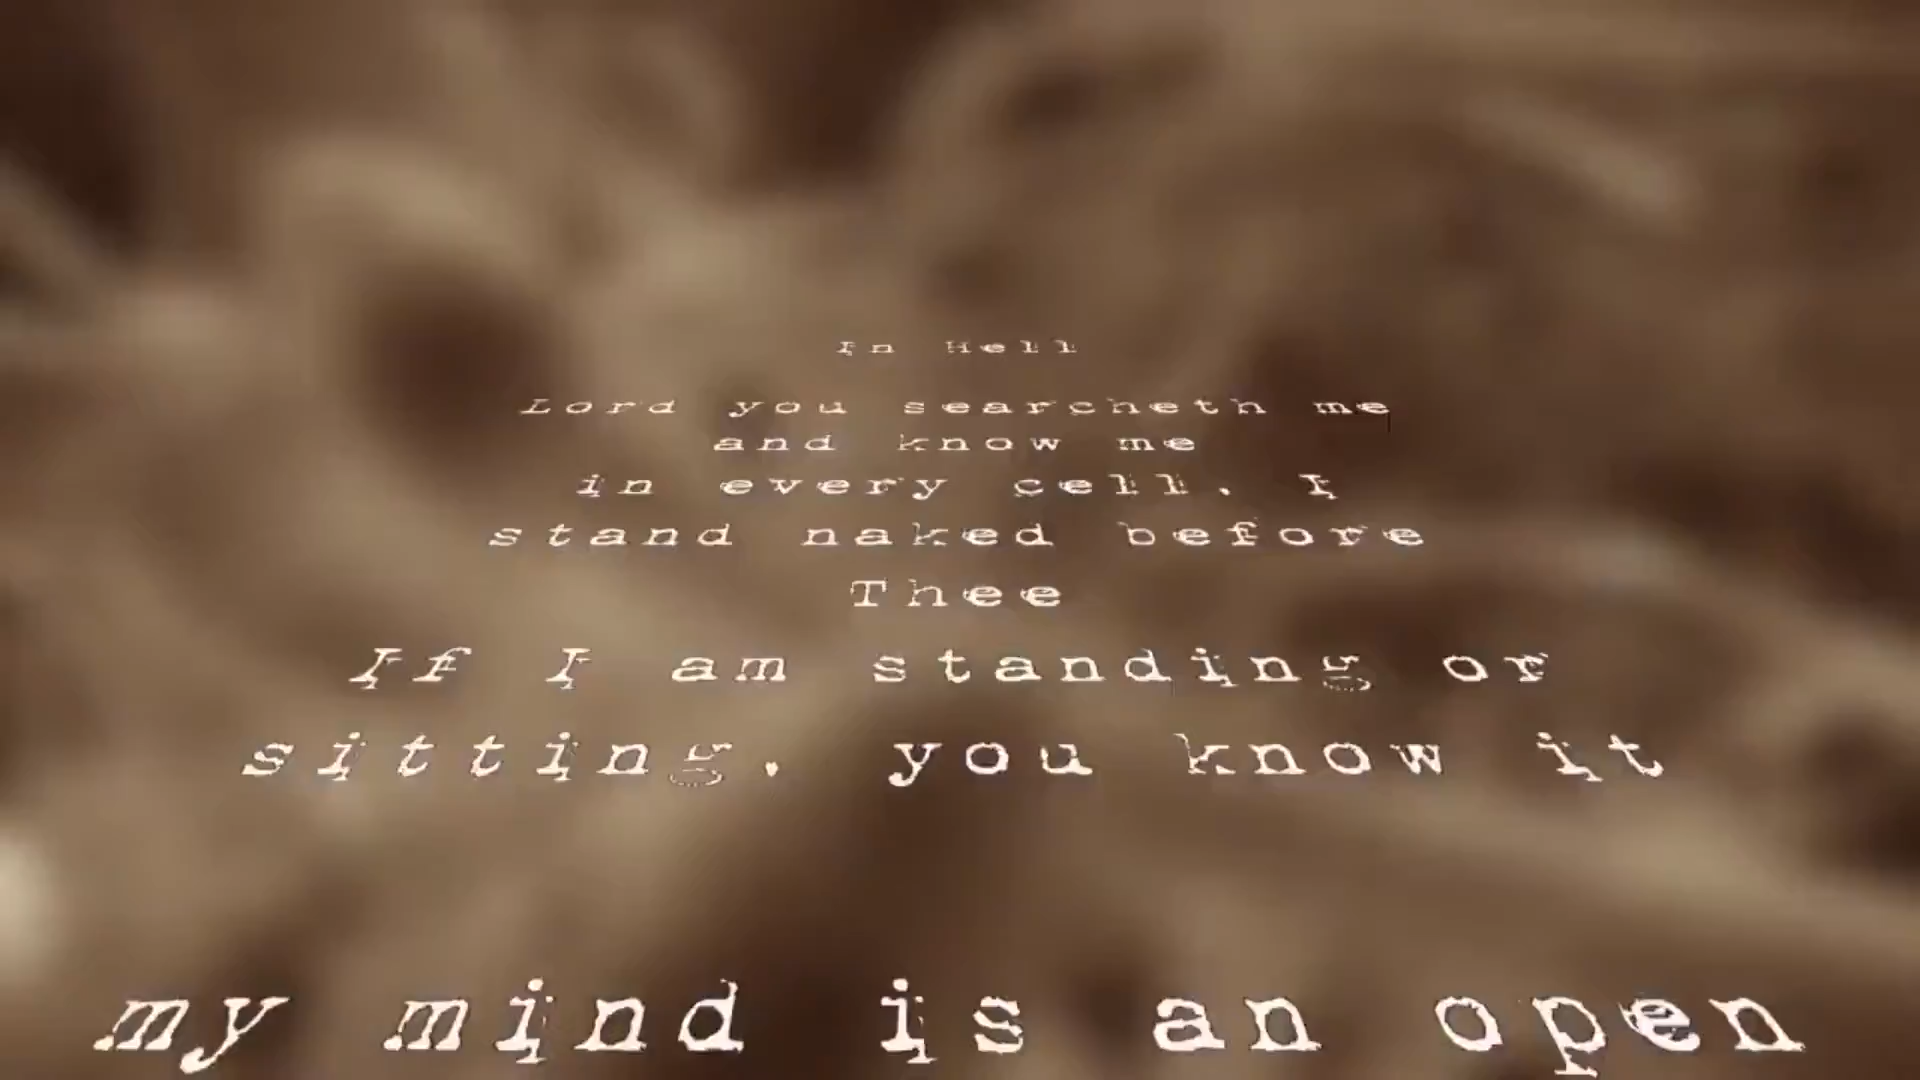 In Hell
Lord you searcheth me
and know me
in every cell. I
stand naked before
Thee
If I am standing or
sitting, you know it
my mind is an open